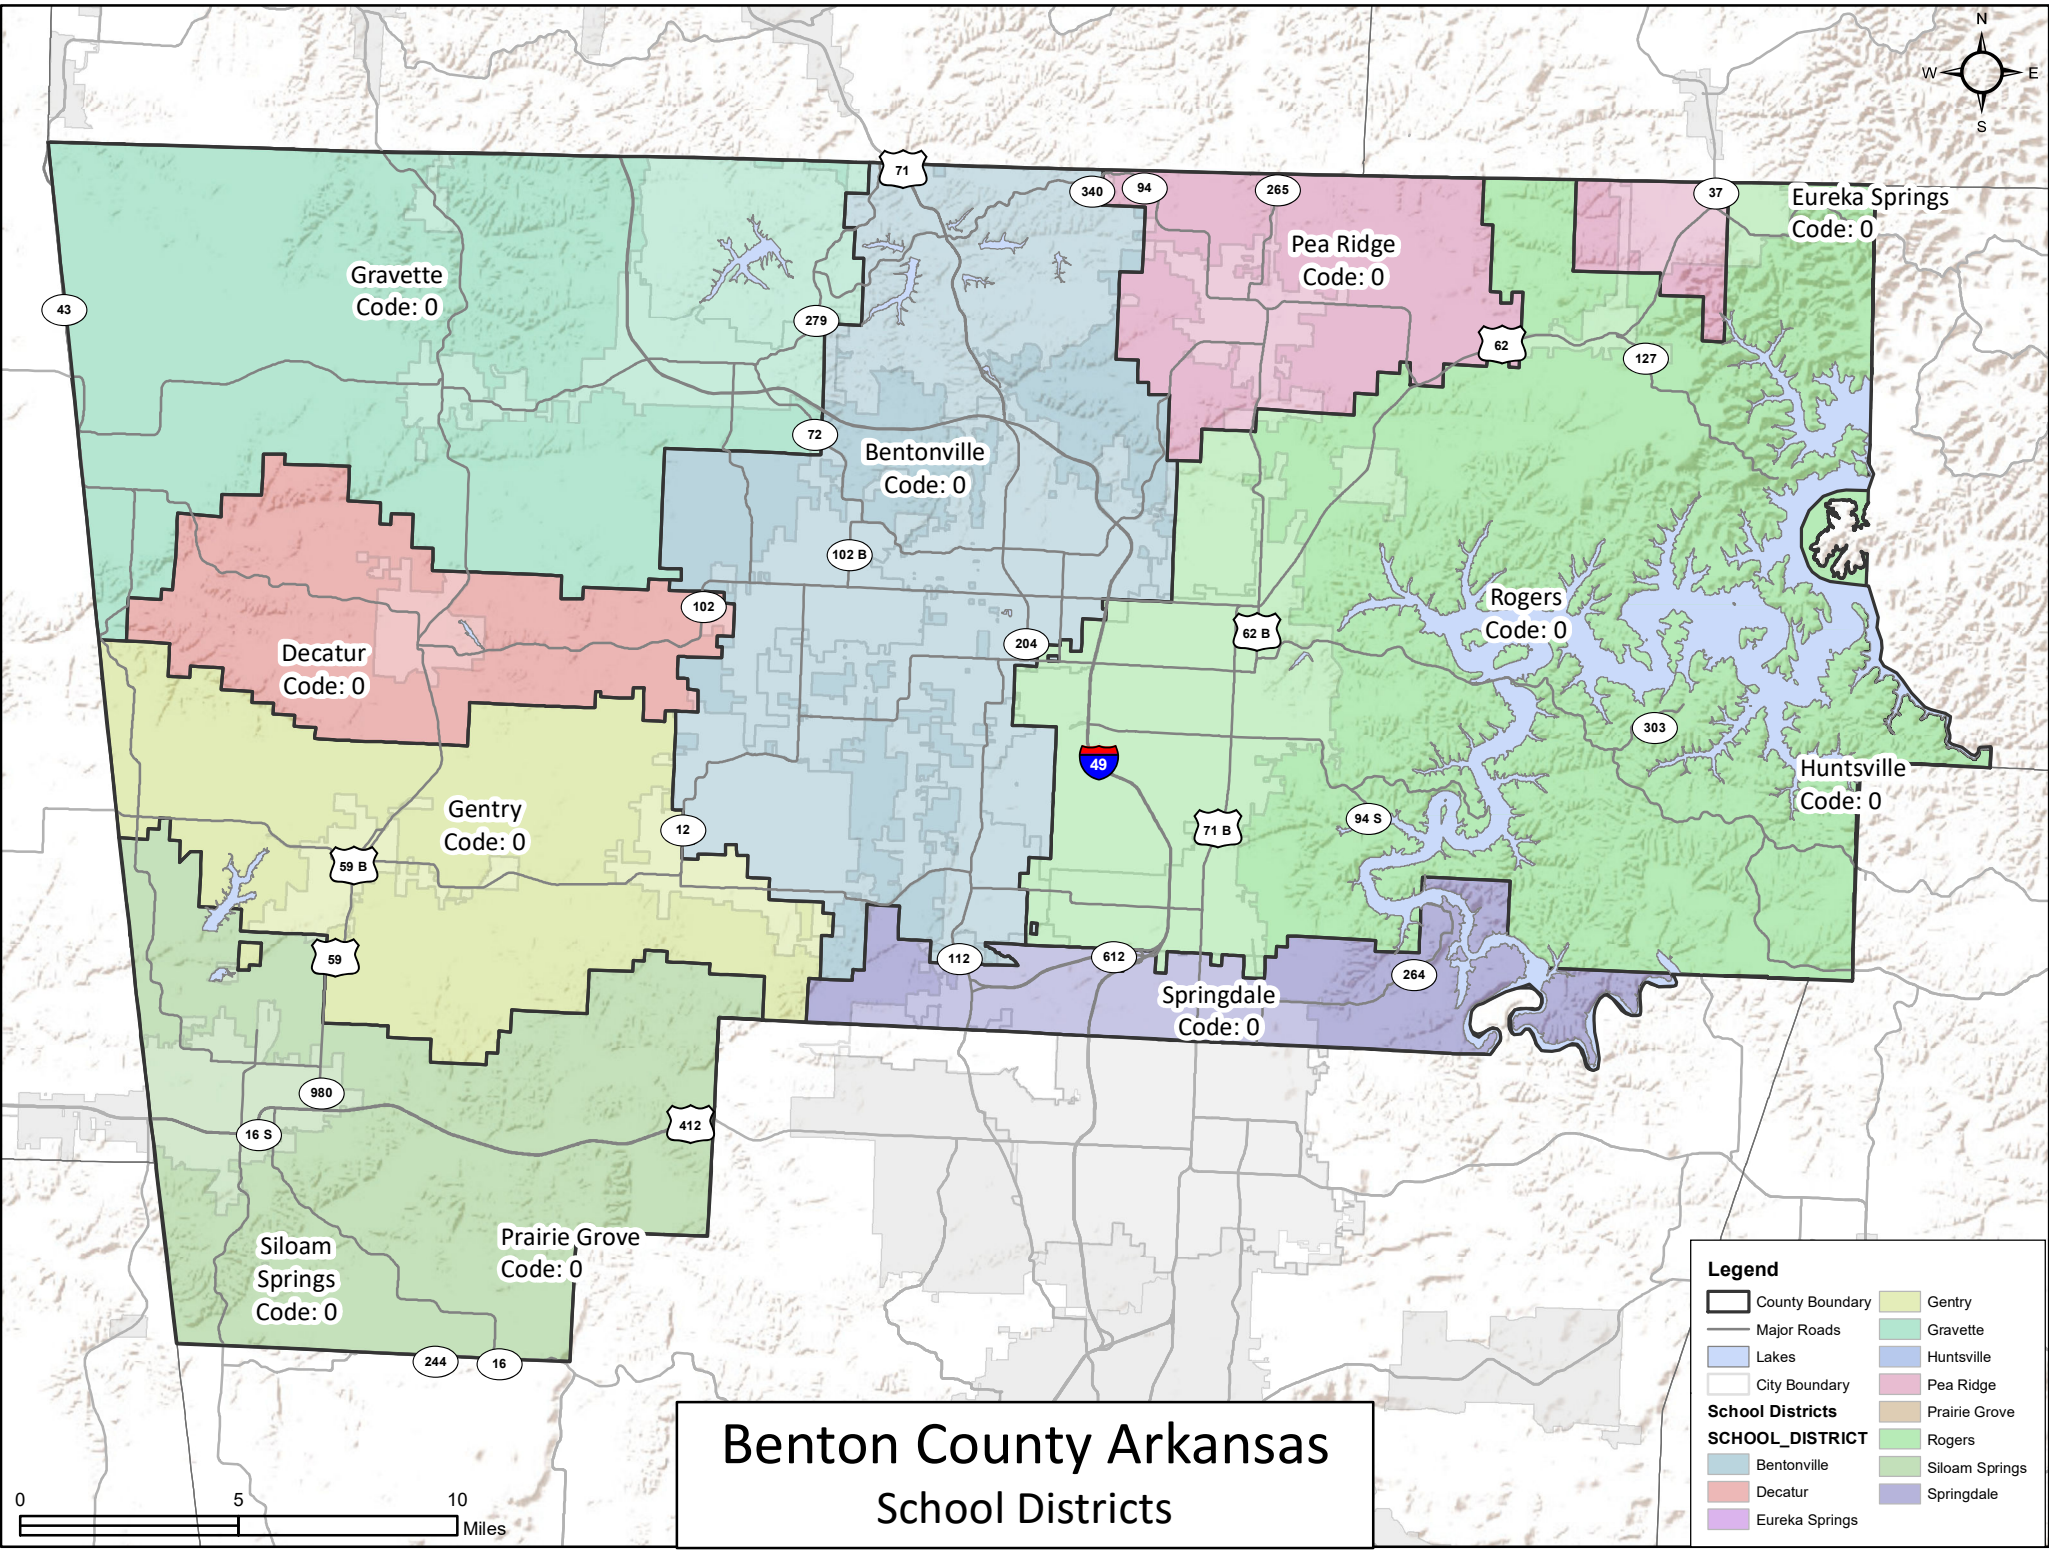 N
W E
S
71
340
94
265
37
Eureka Springs
Code: 0
Pea Ridge
Code: 0
Gravette
Code: 0
43
279
62
127
72
Bentonville
Code: 0
102 B
102
Rogers
Code: 0
62 B
204
Decatur
Code: 0
303
49
Huntsville
Code: 0
Gentry
Code: 0
12
71 B
94 S
59 B
59
112
612
264
Springdale
Code: 0
980
16 S
412
Siloam
Springs
Code: 0
Prairie Grove
Code: 0
244
16
Legend
County Boundary
Major Roads
Lakes
City Boundary
School Districts
SCHOOL_DISTRICT
Bentonville
Decatur
Eureka Springs
Gentry
Gravette
Huntsville
Pea Ridge
Prairie Grove
Rogers
Siloam Springs
Springdale
Benton County Arkansas
School Districts
0 5 10
Miles